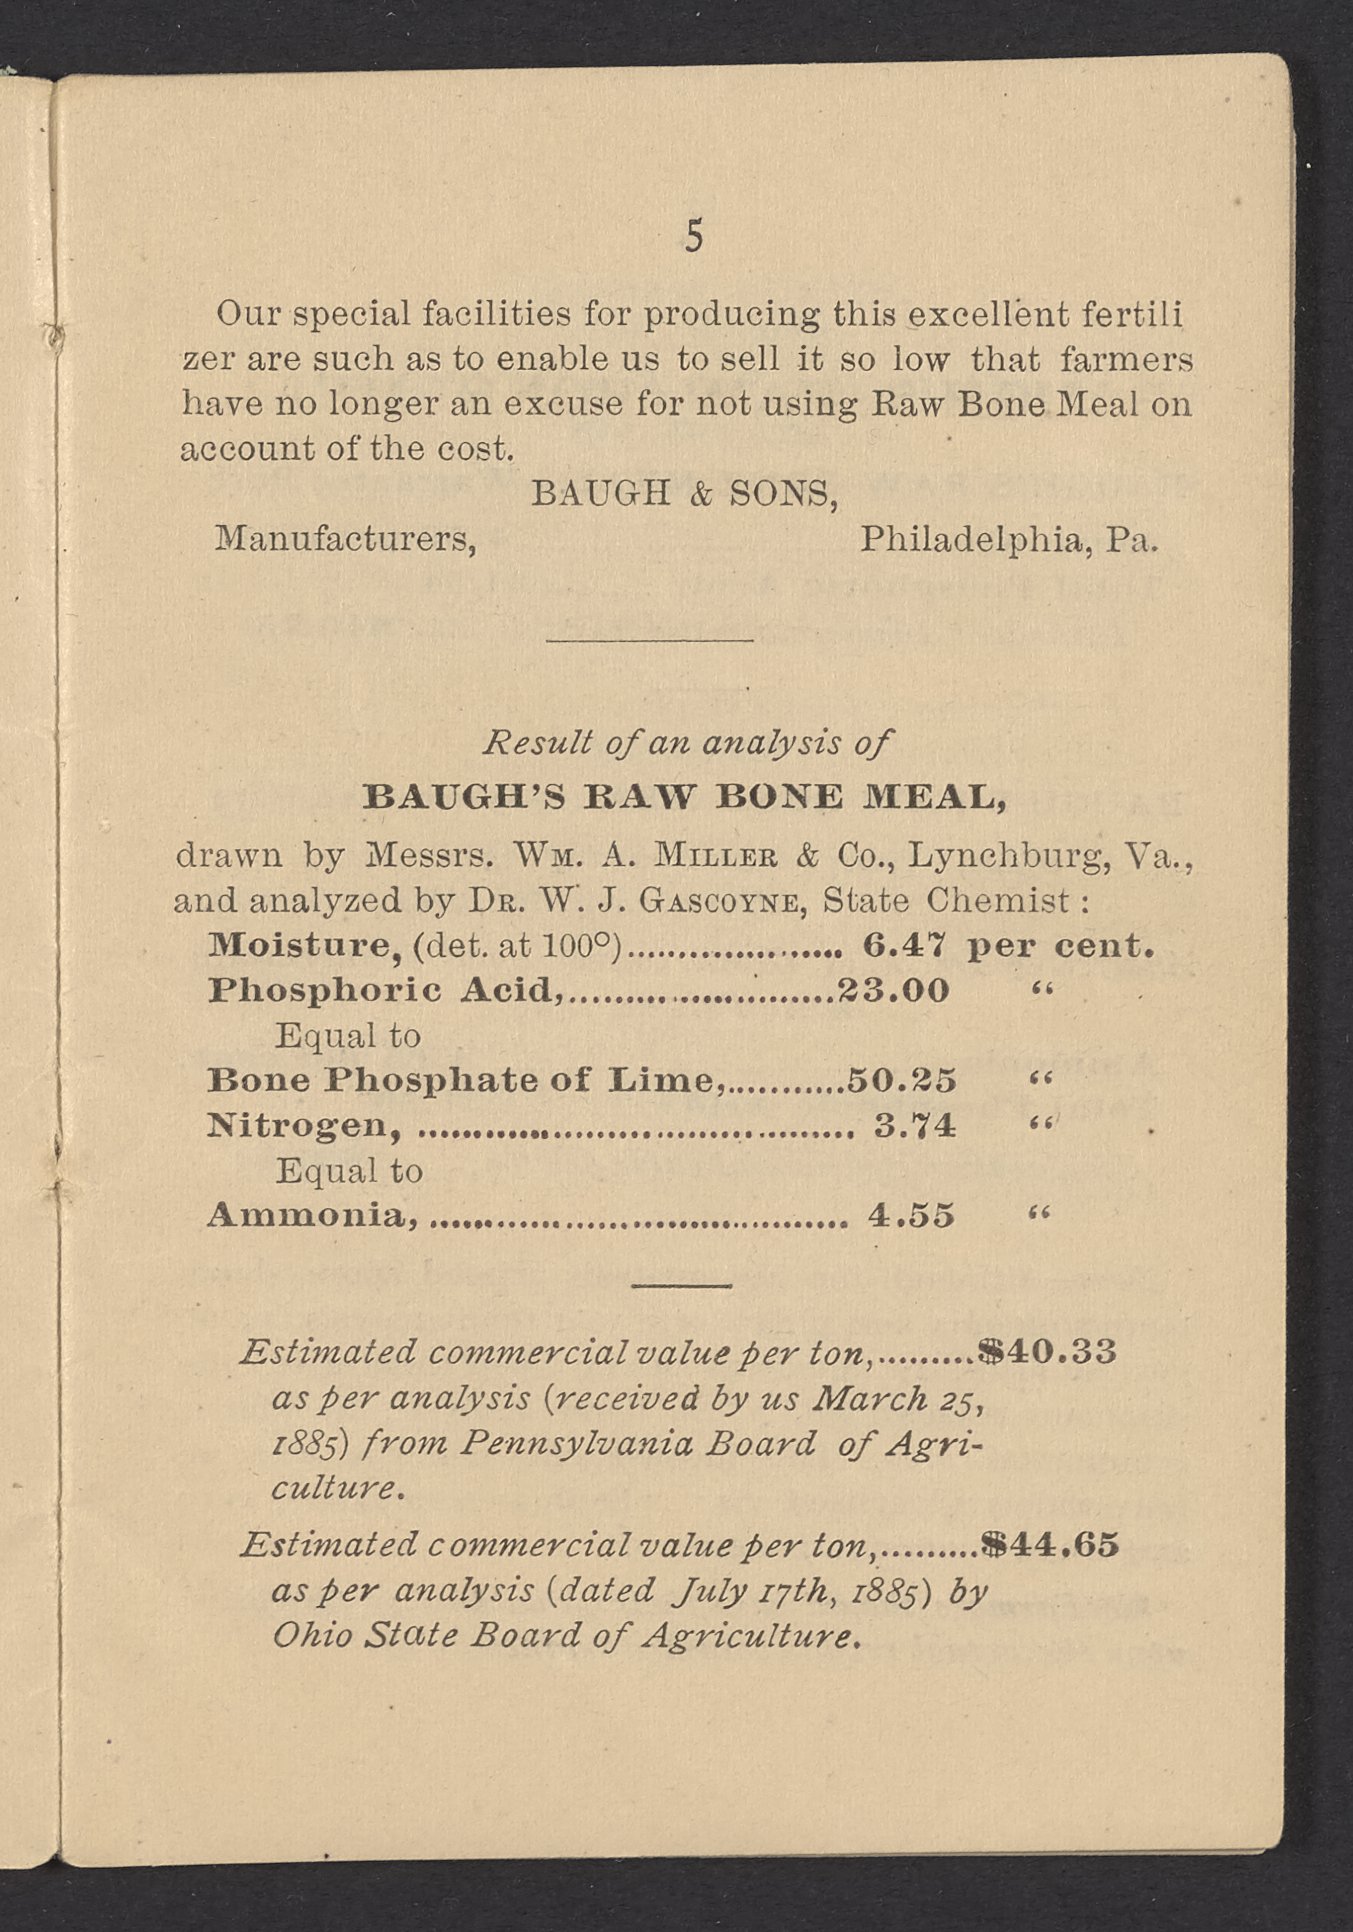 5
Our special facilities for producing this excellent fertili
zer are such as to enable us to sell it so low that farmers
have no longer an excuse for not using Raw Bone Meal on
account of the cost.
BAUGH & SONS,
Manufacturers, Philadelphia, Pa.
Result of an analysis of
BAUGH'S RAW BONE MEAL,
drawn by Messrs. WM. A. MILLER & Co., Lynchburg, Va.,
and analyzed by DR. W. J. GASCOYNE, State Chemist :
Moisture, (det. at 100°)..................... 6.47 per cent.
Phosphoric Acid,.........................23.00 “
Equal to
Bone Phosphate of Lime,...........50.25 “
Nitrogen, ........................................ 3.74 “
Equal to
Ammonia, ...................................... 4.55 “
Estimated commercial value per ton,.........$40.33
as per analysis (received by us March 25,
1885) from Pennsylvania Board of Agri-
culture.
Estimated commercial value per ton,.........$44.65
as per analysis (dated July 17th, 1885) by
Ohio State Board of Agriculture.